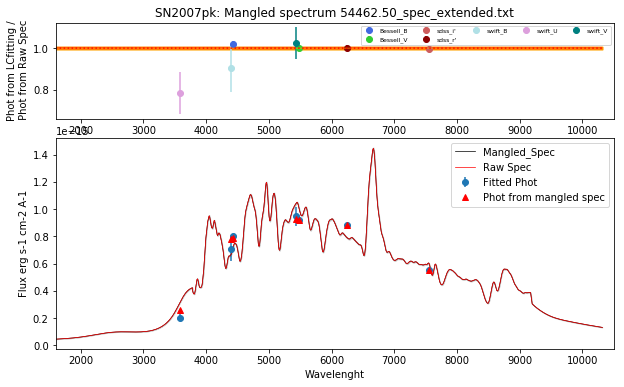 SN2007pk: Mangled spectrum 54462.50_spec_extended.txt
Phot from LCfitting /
Phot from Raw Spec
1.0
0.8
Bessell_B
Bessell_V
sdss_i'
sdss_r'
swift_B
swift_U
swift_V
2000 3000 4000 5000 6000 7000 8000 9000 10000
Flux erg s-1 cm-2 A-1
1.4
1.2
1.0
0.8
0.6
0.4
0.2
0.0
Mangled_Spec
Raw Spec
Fitted Phot
Phot from mangled spec
2000 3000 4000 5000 6000 7000 8000 9000 10000
Wavelenght